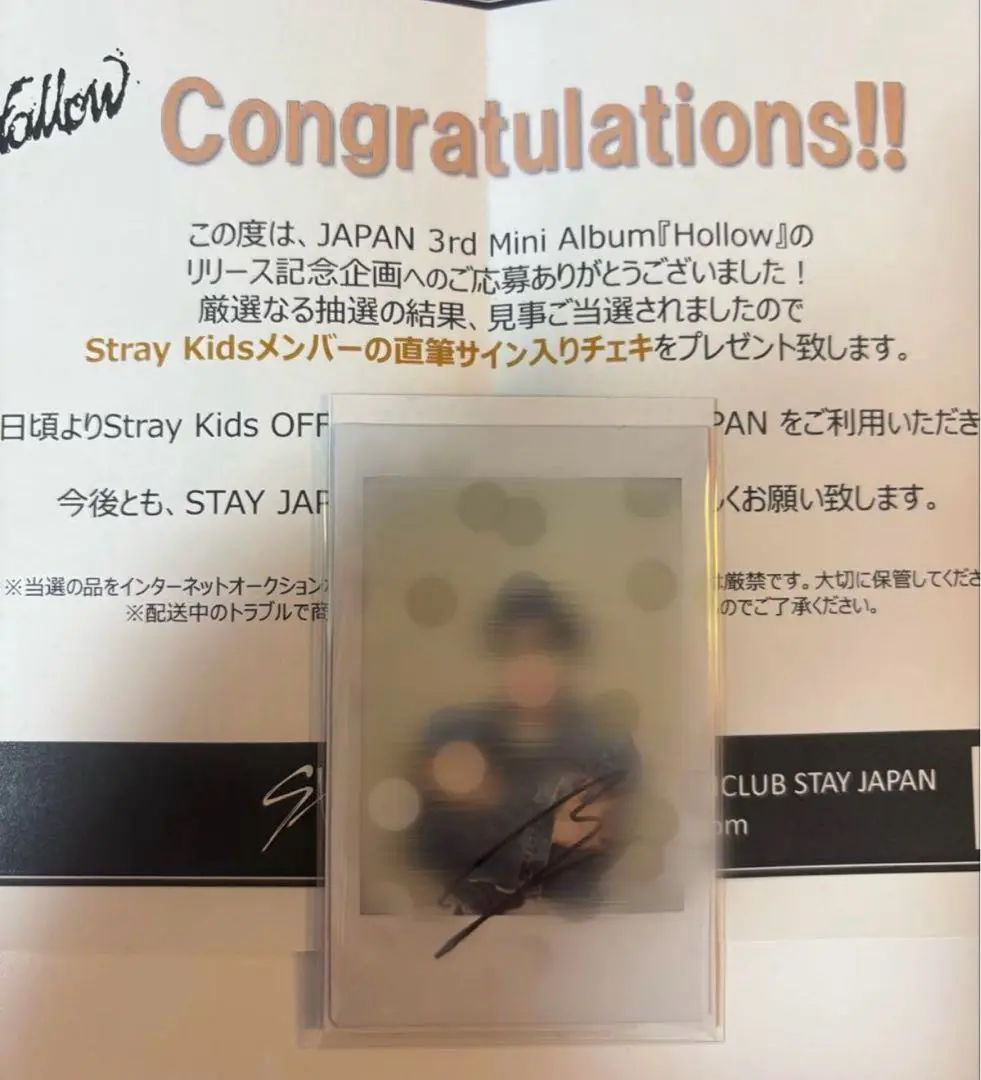 Hollow
Congratulations!!
この度は、JAPAN 3rd Mini Album『Hollow』の
リリース記念企画へのご応募ありがとうございました！
厳選なる抽選の結果、見事ご当選されましたので
Stray Kidsメンバーの直筆サイン入りチェキをプレゼント致します。
日頃よりStray Kids OFF PAN をご利用いただき
今後とも、STAY JAP くお願い致します。
※当選の品をインターネットオークション は厳禁です。大切に保管してくださ
※配送中のトラブルで商 のでご了承ください。
CLUB STAY JAPAN
om